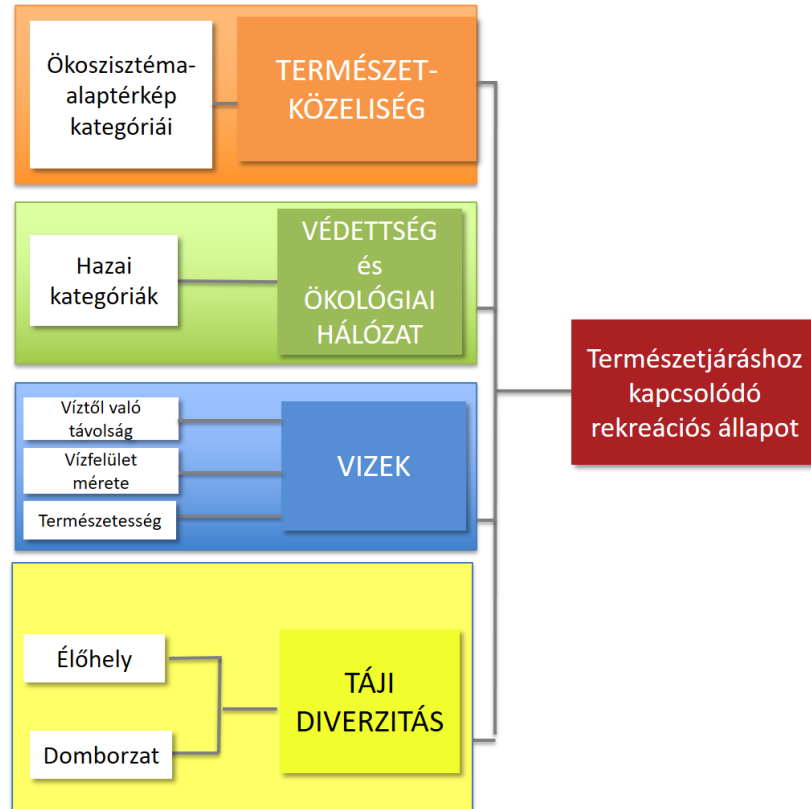 Ökoszisztéma-
alaptérkép
kategóriái
TERMÉSZET-
KÖZELISÉG
Hazai
kategóriák
VÉDETTSÉG
és
ÖKOLÓGIAI
HÁLÓZAT
Víztől való
távolság
Vízfelület
mérete
Természetesség
VIZEK
Élőhely
Domborzat
TÁJI
DIVERZITÁS
Természetjáráshoz
kapcsolódó
rekreációs állapot